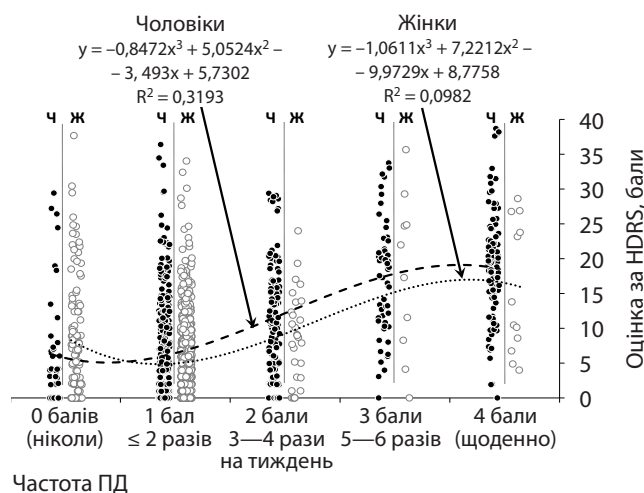 Чоловіки
y = –0,8472x³ + 5,0524x² –
– 3, 493x + 5,7302
R² = 0,3193
Жінки
y = –1,0611x³ + 7,2212x² –
– 9,9729x + 8,7758
R² = 0,0982
Ч Ж Ч Ж Ч Ж Ч Ж Ч Ж
40
35
30
25
20
15
10
5
0
Оцінка за HDRS, бали
0 балів 1 бал 2 бали 3 бали 4 бали
(ніколи) ≤ 2 разів 3—4 рази 5—6 разів (щоденно)
на тиждень
Частота ПД